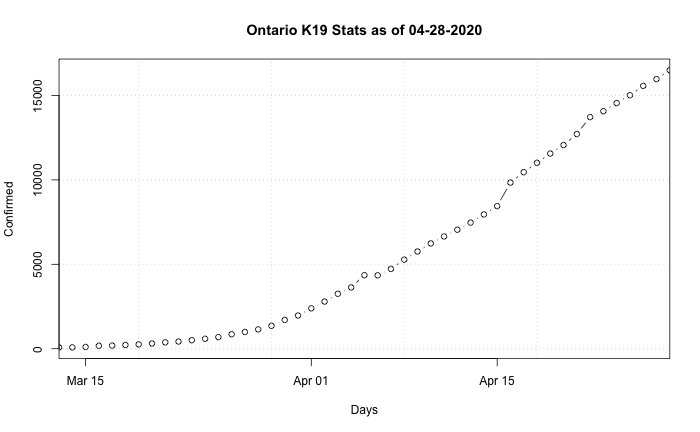 Ontario K19 Stats as of 04-28-2020
Confirmed
15000
10000
5000
0
Mar 15
Apr 01
Apr 15
Days